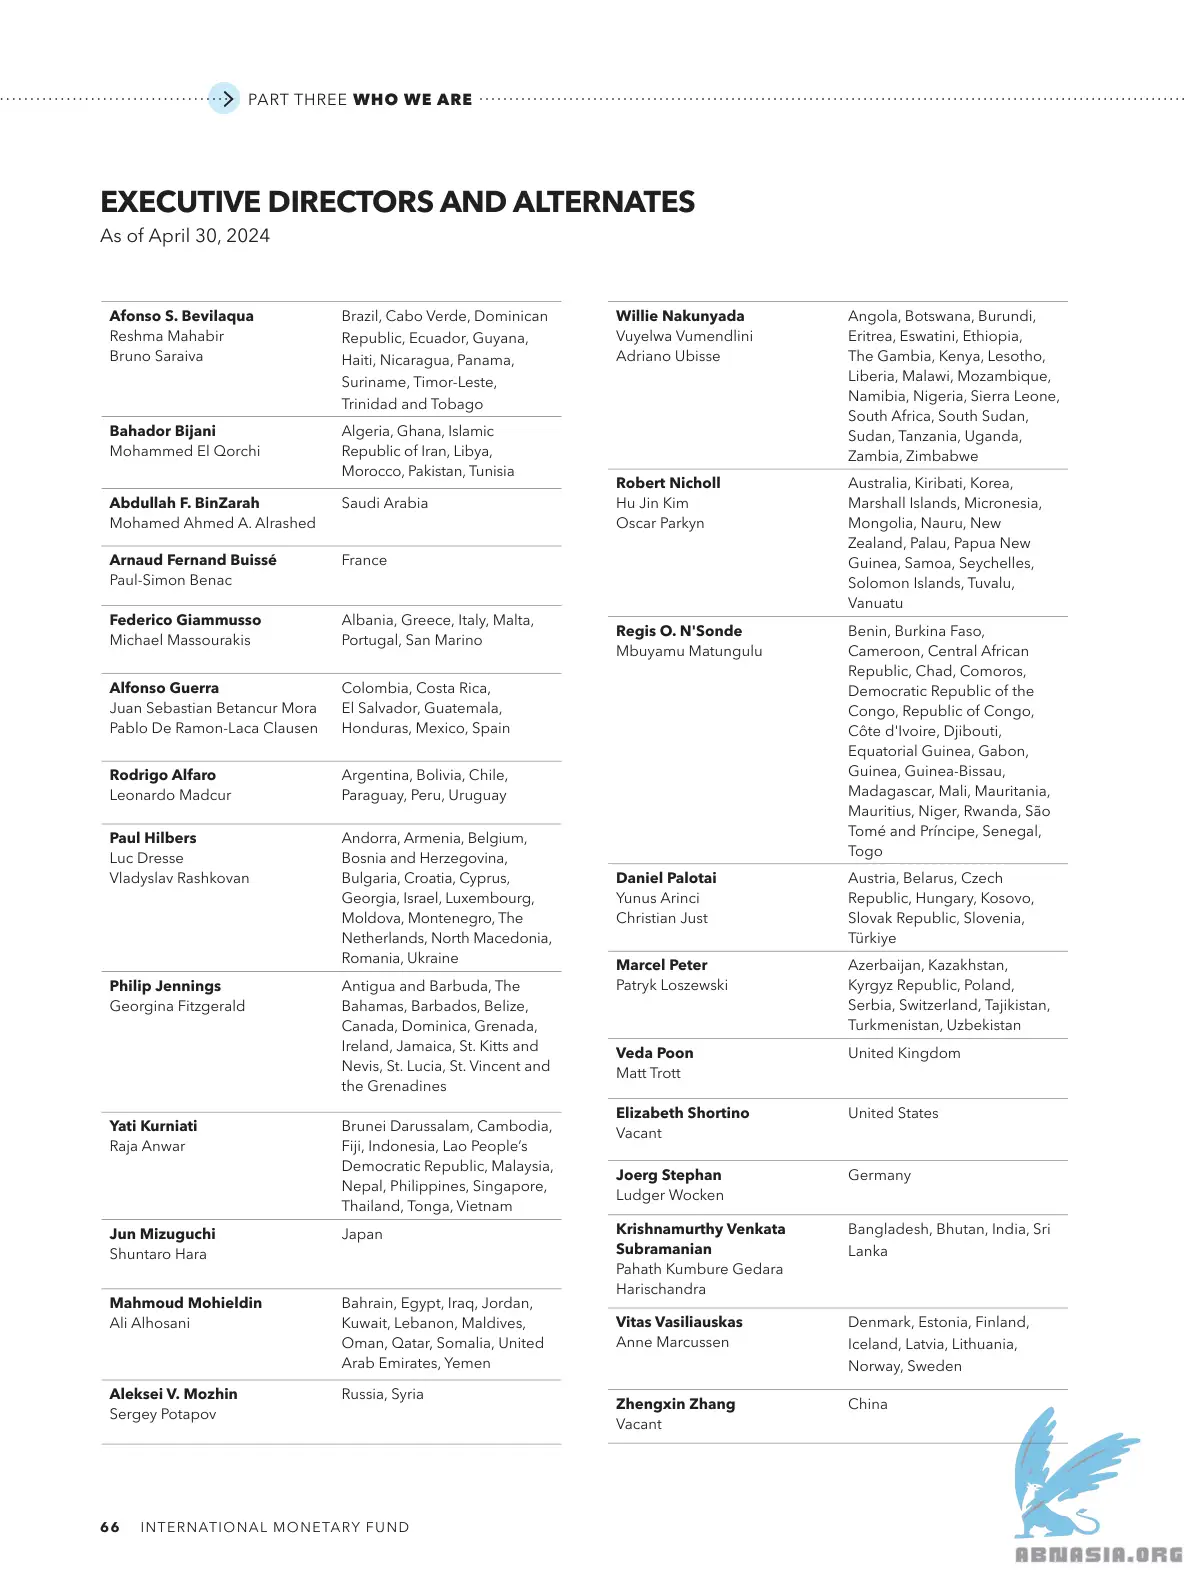 PART THREE WHO WE ARE
EXECUTIVE DIRECTORS AND ALTERNATES
As of April 30, 2024
Afonso S. Bevilaqua
Reshma Mahabir
Bruno Saraiva
Brazil, Cabo Verde, Dominican
Republic, Ecuador, Guyana,
Haiti, Nicaragua, Panama,
Suriname, Timor-Leste,
Trinidad and Tobago
Bahador Bijani
Mohammed El Qorchi
Algeria, Ghana, Islamic
Republic of Iran, Libya,
Morocco, Pakistan, Tunisia
Abdullah F. BinZarah
Mohamed Ahmed A. Alrashed
Saudi Arabia
Arnaud Fernand Buissé
Paul-Simon Benac
France
Federico Giammusso
Michael Massourakis
Albania, Greece, Italy, Malta,
Portugal, San Marino
Alfonso Guerra
Juan Sebastian Betancur Mora
Pablo De Ramon-Laca Clausen
Colombia, Costa Rica,
El Salvador, Guatemala,
Honduras, Mexico, Spain
Rodrigo Alfaro
Leonardo Madcur
Argentina, Bolivia, Chile,
Paraguay, Peru, Uruguay
Paul Hilbers
Luc Dresse
Vladyslav Rashkovan
Andorra, Armenia, Belgium,
Bosnia and Herzegovina,
Bulgaria, Croatia, Cyprus,
Georgia, Israel, Luxembourg,
Moldova, Montenegro, The
Netherlands, North Macedonia,
Romania, Ukraine
Philip Jennings
Georgina Fitzgerald
Antigua and Barbuda, The
Bahamas, Barbados, Belize,
Canada, Dominica, Grenada,
Ireland, Jamaica, St. Kitts and
Nevis, St. Lucia, St. Vincent and
the Grenadines
Yati Kurniati
Raja Anwar
Brunei Darussalam, Cambodia,
Fiji, Indonesia, Lao People’s
Democratic Republic, Malaysia,
Nepal, Philippines, Singapore,
Thailand, Tonga, Vietnam
Jun Mizuguchi
Shuntaro Hara
Japan
Mahmoud Mohieldin
Ali Alhosani
Bahrain, Egypt, Iraq, Jordan,
Kuwait, Lebanon, Maldives,
Oman, Qatar, Somalia, United
Arab Emirates, Yemen
Aleksei V. Mozhin
Sergey Potapov
Russia, Syria
Willie Nakunyada
Vuyelwa Vumendlini
Adriano Ubisse
Angola, Botswana, Burundi,
Eritrea, Eswatini, Ethiopia,
The Gambia, Kenya, Lesotho,
Liberia, Malawi, Mozambique,
Namibia, Nigeria, Sierra Leone,
South Africa, South Sudan,
Sudan, Tanzania, Uganda,
Zambia, Zimbabwe
Robert Nicholl
Hu Jin Kim
Oscar Parkyn
Australia, Kiribati, Korea,
Marshall Islands, Micronesia,
Mongolia, Nauru, New
Zealand, Palau, Papua New
Guinea, Samoa, Seychelles,
Solomon Islands, Tuvalu,
Vanuatu
Regis O. N'Sonde
Mbuyamu Matungulu
Benin, Burkina Faso,
Cameroon, Central African
Republic, Chad, Comoros,
Democratic Republic of the
Congo, Republic of Congo,
Côte d'Ivoire, Djibouti,
Equatorial Guinea, Gabon,
Guinea, Guinea-Bissau,
Madagascar, Mali, Mauritania,
Mauritius, Niger, Rwanda, São
Tomé and Príncipe, Senegal,
Togo
Daniel Palotai
Yunus Arinci
Christian Just
Austria, Belarus, Czech
Republic, Hungary, Kosovo,
Slovak Republic, Slovenia,
Türkiye
Marcel Peter
Patryk Loszewski
Azerbaijan, Kazakhstan,
Kyrgyz Republic, Poland,
Serbia, Switzerland, Tajikistan,
Turkmenistan, Uzbekistan
Veda Poon
Matt Trott
United Kingdom
Elizabeth Shortino
Vacant
United States
Joerg Stephan
Ludger Wocken
Germany
Krishnamurthy Venkata
Subramanian
Pahath Kumbure Gedara
Harischandra
Bangladesh, Bhutan, India, Sri
Lanka
Vitas Vasiliauskas
Anne Marcussen
Denmark, Estonia, Finland,
Iceland, Latvia, Lithuania,
Norway, Sweden
Zhengxin Zhang
Vacant
China
66 INTERNATIONAL MONETARY FUND
ABNASIA.ORG